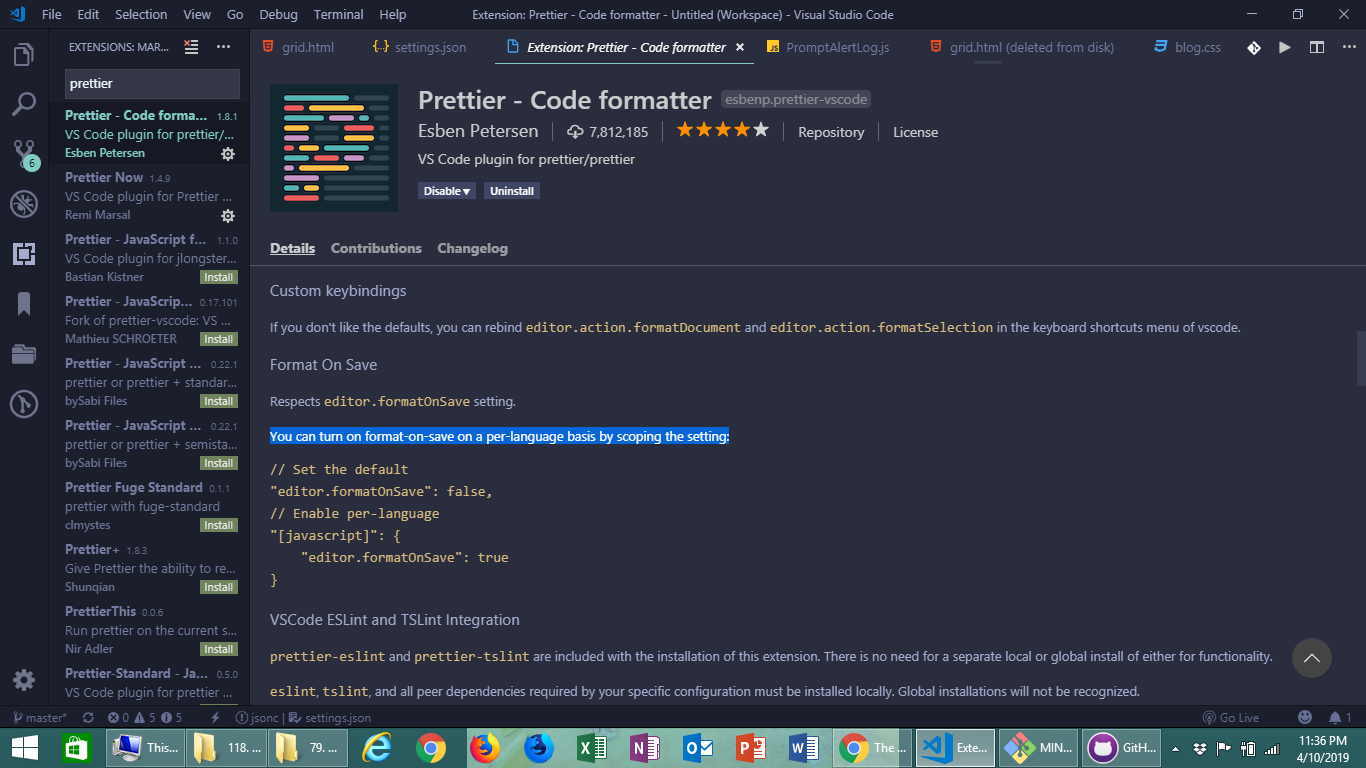 File Edit Selection View Go Debug Terminal Help
Extension: Prettier - Code formatter - Untitled (Workspace) - Visual Studio Code
EXTENSIONS: MAR...
grid.html
settings.json
Extension: Prettier - Code formatter
PromptAlertLog.js
grid.html (deleted from disk)
blog.css
prettier
Prettier - Code forma... 1.8.1
VS Code plugin for prettier/...
Esben Petersen
Prettier Now 1.4.9
VS Code plugin for Prettier ...
Remi Marsal
Prettier - JavaScript f... 1.1.0
VS Code plugin for jlongster...
Bastian Kistner Install
Prettier - JavaScrip... 0.17.101
Fork of prettier-vscode: VS ...
Mathieu SCHROETER Install
Prettier - JavaScript ... 0.22.1
prettier or prettier + standar...
bySabi Files Install
Prettier - JavaScript ... 0.22.1
prettier or prettier + semista...
bySabi Files Install
Prettier Fuge Standard 0.1.1
prettier with fuge-standard
clmystes Install
Prettier+ 1.8.3
Give Prettier the ability to re...
Shunqian Install
PrettierThis 0.0.6
Run prettier on the current s...
Nir Adler Install
Prettier-Standard - Ja... 0.5.0
VS Code plugin for prettier ...
6
Prettier - Code formatter esbenp.prettier-vscode
Esben Petersen 7,812,185 Repository License
VS Code plugin for prettier/prettier
Disable Uninstall
Details Contributions Changelog
Custom keybindings
If you don't like the defaults, you can rebind editor.action.formatDocument and editor.action.formatSelection in the keyboard shortcuts menu of vscode.
Format On Save
Respects editor.formatOnSave setting.
You can turn on format-on-save on a per-language basis by scoping the setting:
// Set the default
"editor.formatOnSave": false,
// Enable per-language
"[javascript]": {
"editor.formatOnSave": true
}
VSCode ESLint and TSLint Integration
prettier-eslint and prettier-tslint are included with the installation of this extension. There is no need for a separate local or global install of either for functionality.
eslint, tslint, and all peer dependencies required by your specific configuration must be installed locally. Global installations will not be recognized.
master* 0 5 5 jsonc settings.json Go Live 1
This... 118. ... 79. ... The ... Exte... MIN... GitH...
11:36 PM
4/10/2019